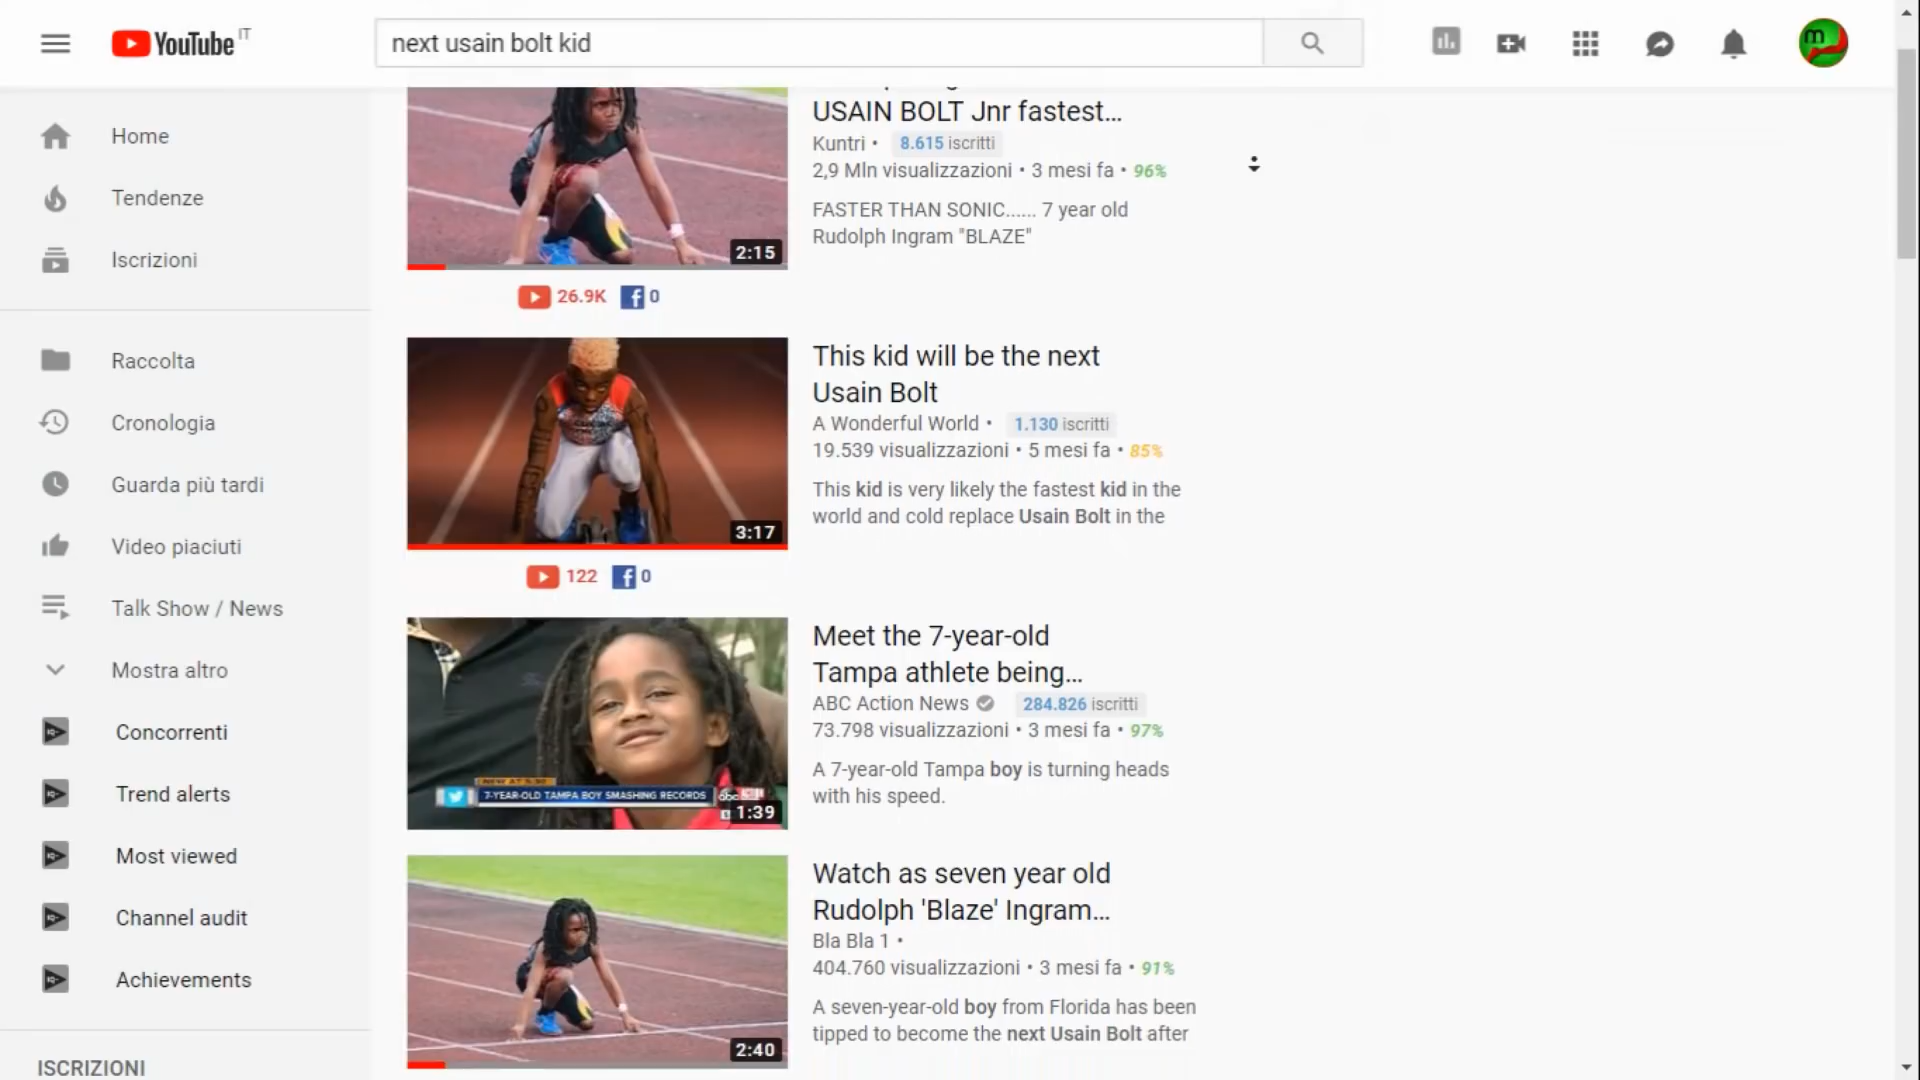 YouTube IT
next usain bolt kid
Home
Tendenze
Iscrizioni
Raccolta
Cronologia
Guarda più tardi
Video piaciuti
Talk Show / News
Mostra altro
Concorrenti
Trend alerts
Most viewed
Channel audit
Achievements
ISCRIZIONI
2:15
26.9K 0
USAIN BOLT Jnr fastest...
Kuntri • 8.615 iscritti
2,9 Mln visualizzazioni • 3 mesi fa • 96%
FASTER THAN SONIC...... 7 year old
Rudolph Ingram "BLAZE"
3:17
122 0
This kid will be the next
Usain Bolt
A Wonderful World • 1.130 iscritti
19.539 visualizzazioni • 5 mesi fa • 85%
This kid is very likely the fastest kid in the
world and cold replace Usain Bolt in the
NEW AT 5:30
7-YEAR-OLD TAMPA BOY SMASHING RECORDS
abc
1:39
Meet the 7-year-old
Tampa athlete being...
ABC Action News 284.826 iscritti
73.798 visualizzazioni • 3 mesi fa • 97%
A 7-year-old Tampa boy is turning heads
with his speed.
2:40
Watch as seven year old
Rudolph 'Blaze' Ingram...
Bla Bla 1 •
404.760 visualizzazioni • 3 mesi fa • 91%
A seven-year-old boy from Florida has been
tipped to become the next Usain Bolt after